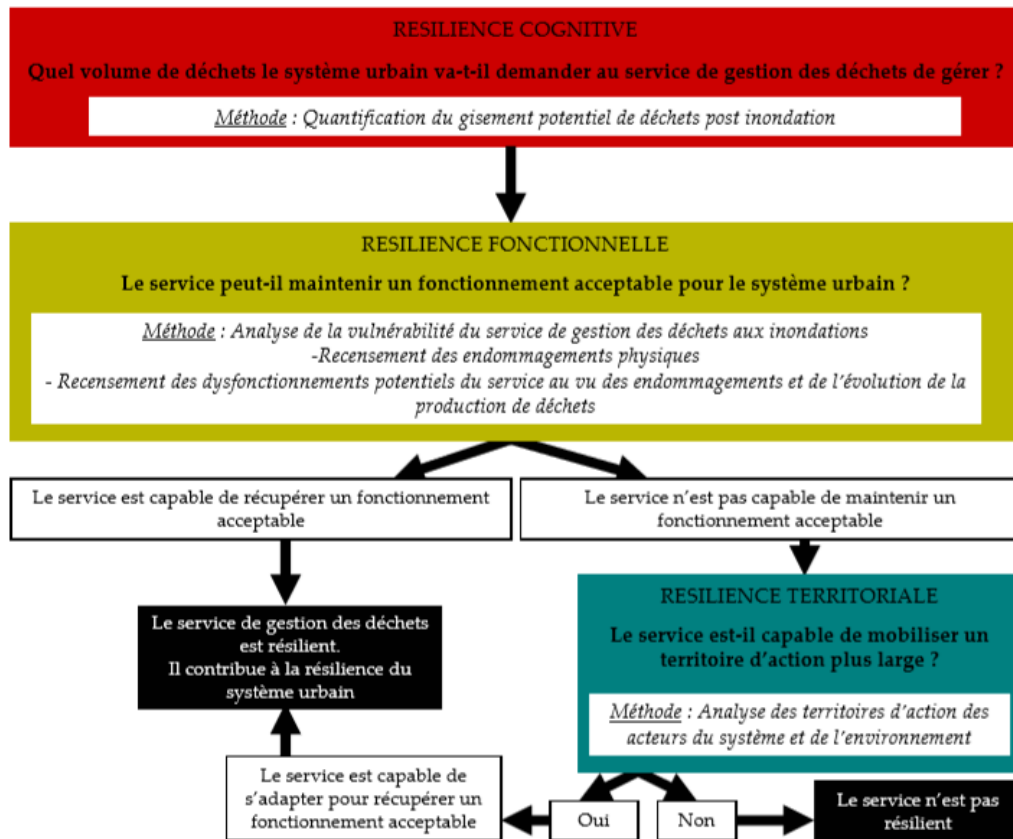 RESILIENCE COGNITIVE
Quel volume de déchets le système urbain va-t-il demander au service de gestion des déchets de gérer ?
Méthode : Quantification du gisement potentiel de déchets post inondation
RESILIENCE FONCTIONNELLE
Le service peut-il maintenir un fonctionnement acceptable pour le système urbain ?
Méthode : Analyse de la vulnérabilité du service de gestion des déchets aux inondations
-Recensement des endommagements physiques
- Recensement des dysfonctionnements potentiels du service au vu des endommagements et de l'évolution de la
production de déchets
Le service est capable de récupérer un fonctionnement
acceptable
Le service n'est pas capable de maintenir un
fonctionnement acceptable
Le service de gestion des déchets
est résilient.
Il contribue à la résilience du
système urbain
RESILIENCE TERRITORIALE
Le service est-il capable de mobiliser un
territoire d'action plus large ?
Méthode : Analyse des territoires d'action des
acteurs du système et de l'environnement
Le service est capable de
s'adapter pour récupérer un
fonctionnement acceptable
Oui
Non
Le service n'est pas
résilient